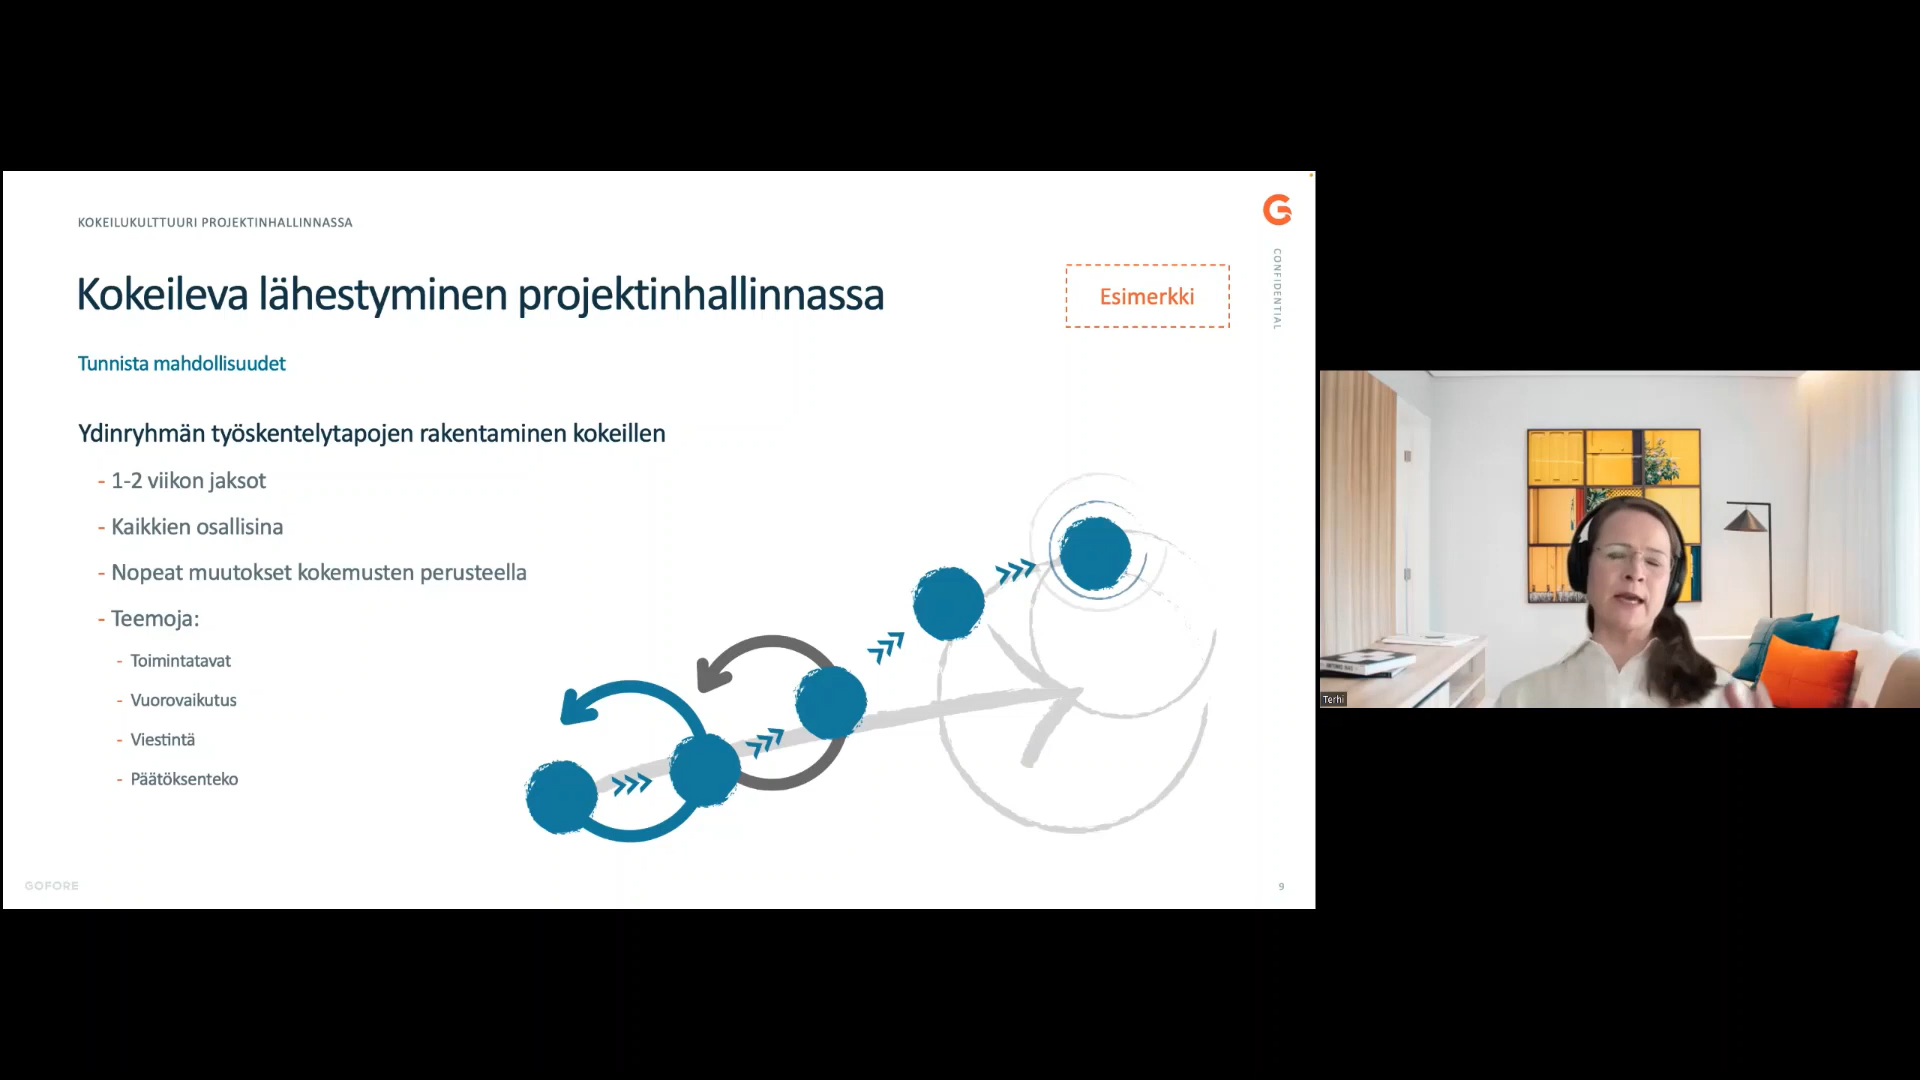 KOKEILUKULTTUURI PROJEKTINHALLINNASSA
CONFIDENTIAL
Kokeileva lähestyminen projektinhallinnassa
Esimerkki
Tunnista mahdollisuudet
Ydinryhmän työskentelytapojen rakentaminen kokeillen
- 1-2 viikon jaksot
- Kaikkien osallisina
- Nopeat muutokset kokemusten perusteella
- Teemoja:
- Toimintatavat
- Vuorovaikutus
- Viestintä
- Päätöksenteko
GOFORE
9
Terhi